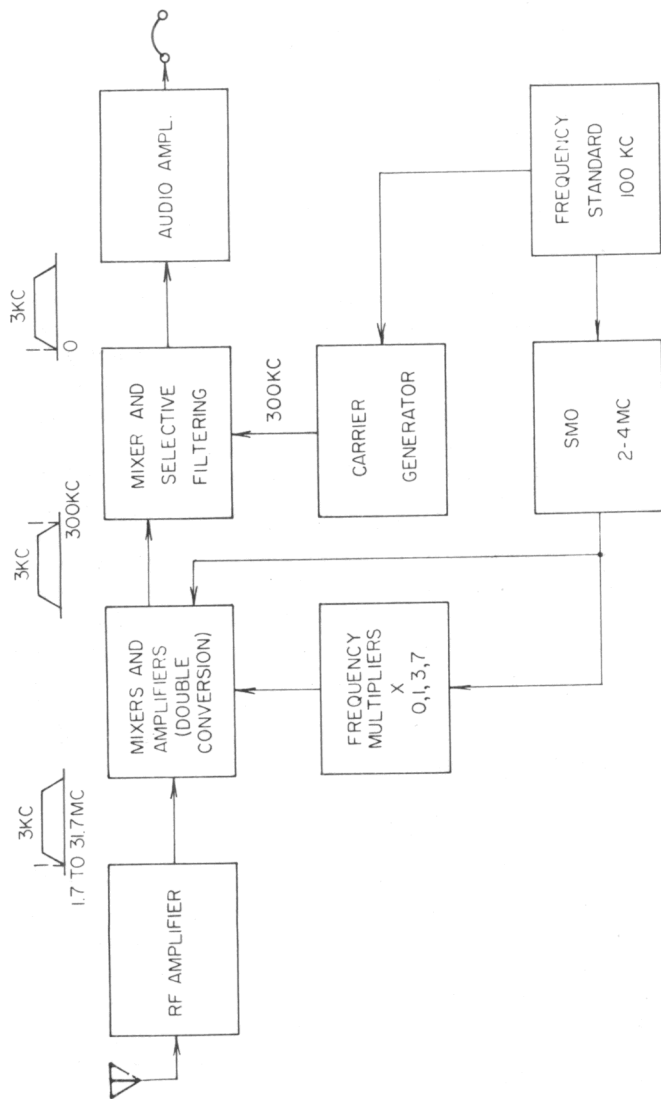 3KC
1.7 TO 31.7MC
3KC
300KC
3KC
0
RF AMPLIFIER
MIXERS AND
AMPLIFIERS
(DOUBLE
CONVERSION)
MIXER AND
SELECTIVE
FILTERING
AUDIO AMPL.
300KC
FREQUENCY
MULTIPLIERS
X
0,1,3,7
CARRIER
GENERATOR
SMO
2-4MC
FREQUENCY
STANDARD
100 KC